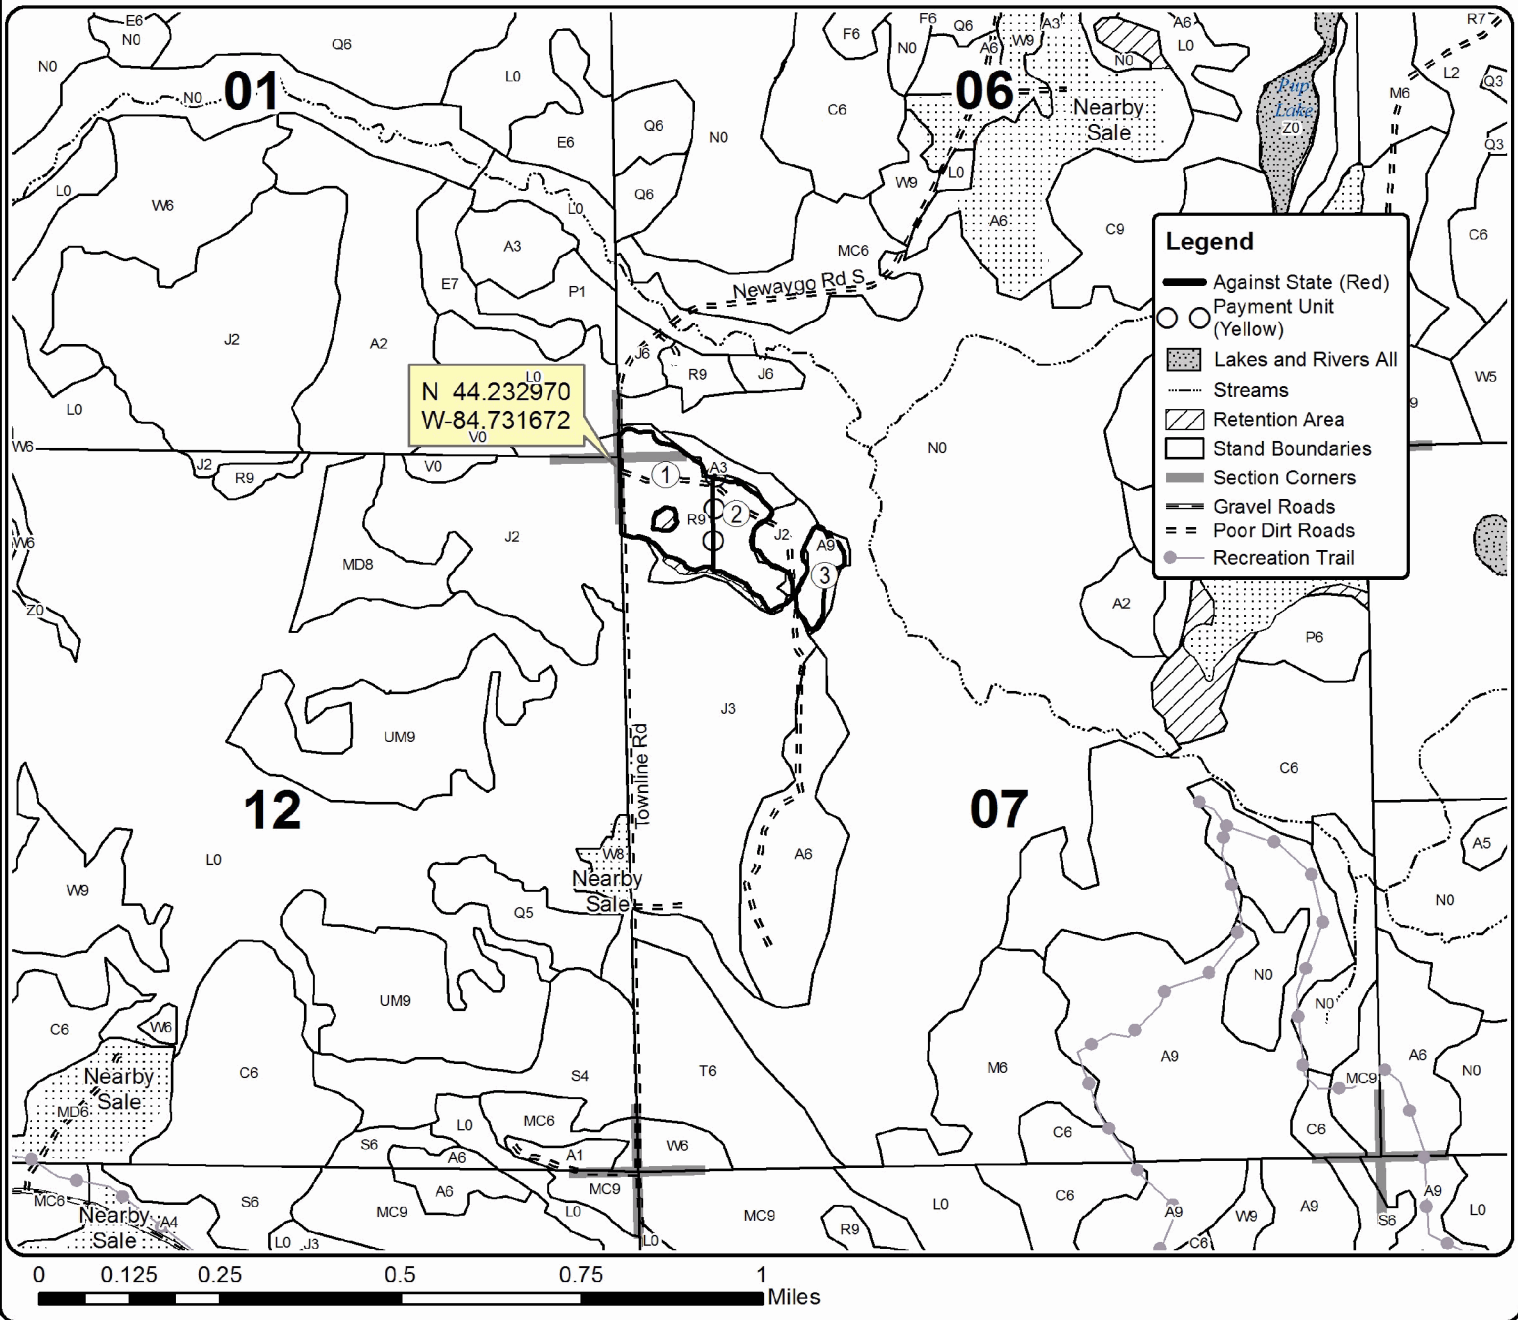 E6
N0
Q6
N0
01
N0
L0
E6
Q6
Q6
N0
F6
F6
N0
Q6
A6
W9
A3
C6
06
Nearby
Sale
N0
A6
L0
Pup
Lake
Z0
R7
L2
Q3
M6
Q3
L0
W6
L0
A3
E7
P1
W9
L0
A6
MC6
C9
C6
Newaygo Rd S
J2
A2
J6
R9
J6
L0
N 44.232970
W-84.731672
L0
V0
N0
W5
9
Legend
Against State (Red)
Payment Unit
(Yellow)
Lakes and Rivers All
Streams
Retention Area
Stand Boundaries
Section Corners
Gravel Roads
Poor Dirt Roads
Recreation Trail
W6
J2
R9
V0
1
A3
R9
2
J2
A9
3
W6
J2
MD8
Z0
A2
P6
UM9
J3
Townline Rd
C6
12
07
L0
W8
Nearby
Sale
A6
A5
W9
Q5
N0
UM9
N0
N0
C6
W6
Nearby
Sale
MD6
C6
S4
T6
M6
A9
MC9
A6
N0
L0
MC6
S6
A6
A1
W6
C6
C6
MC6
Nearby
Sale
A4
S6
L0
J3
MC9
A6
MC9
L0
L0
MC9
R9
L0
C6
A9
C6
W9
A9
S6
A9
L0
0
0.125
0.25
0.5
0.75
1
Miles